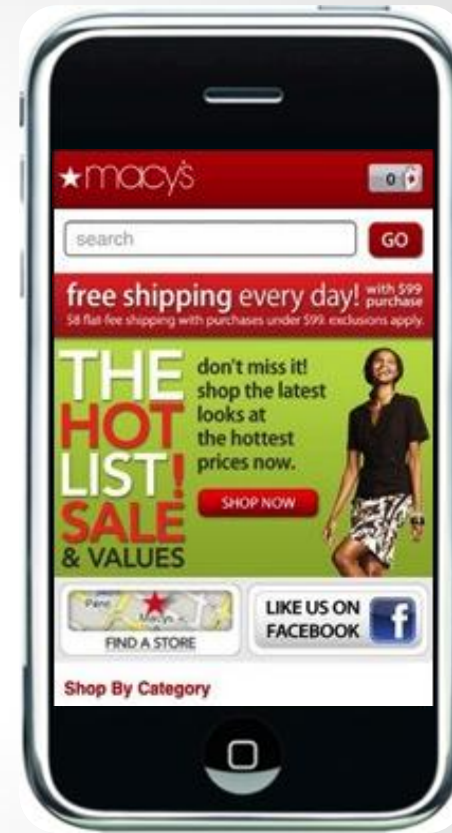 macy's
0
search
GO
free shipping every day! with $99
purchase
$8 flat-fee shipping with purchases under $99. exclusions apply.
THE
HOT
LIST!
SALE
& VALUES
don't miss it!
shop the latest
looks at
the hottest
prices now.
SHOP NOW
Macy's
FIND A STORE
LIKE US ON
FACEBOOK
f
Shop By Category